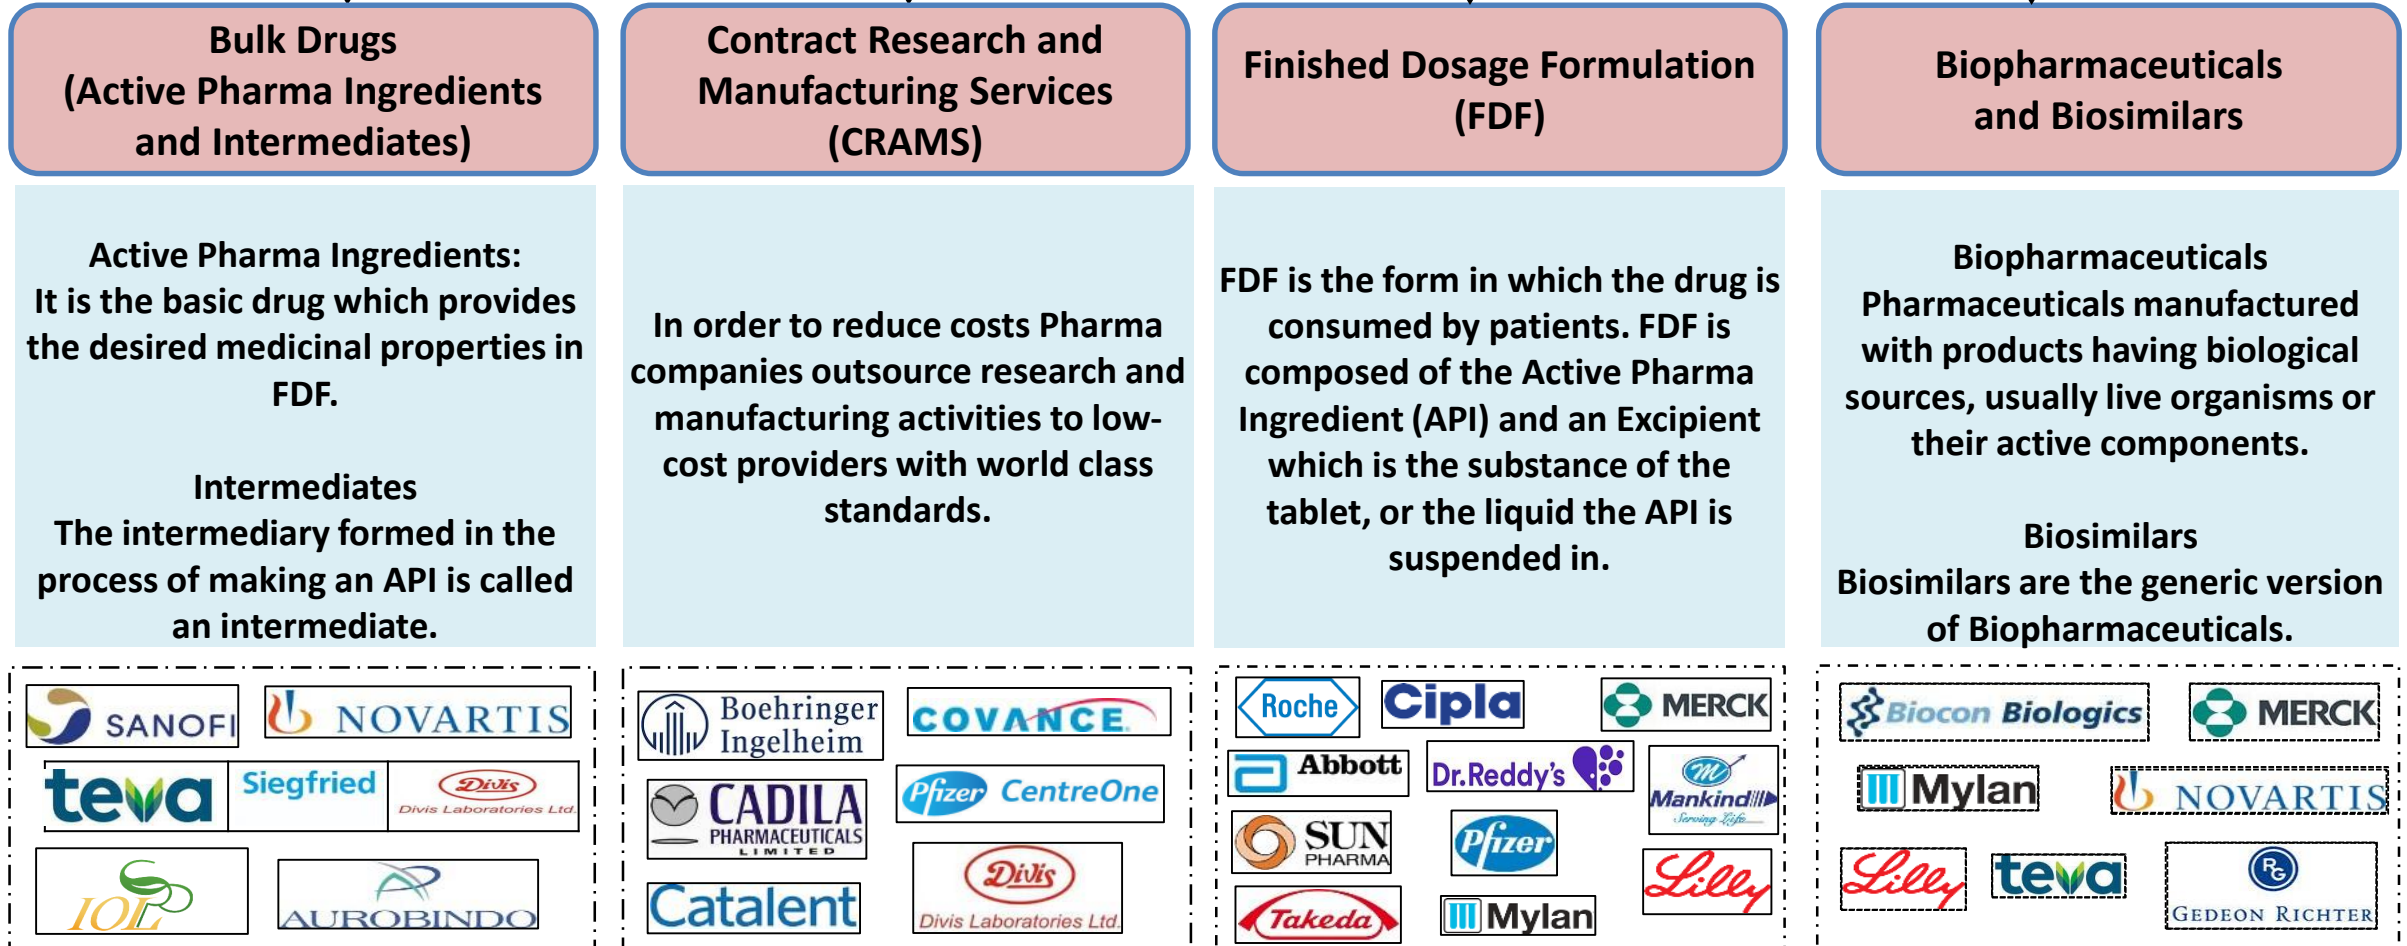 Bulk Drugs
(Active Pharma Ingredients
and Intermediates)
Active Pharma Ingredients:
It is the basic drug which provides
the desired medicinal properties in
FDF.
Intermediates
The intermediary formed in the
process of making an API is called
an intermediate.
SANOFI
NOVARTIS
teva
Siegfried
Divis
Divis Laboratories Ltd.
IOL
AUROBINDO
Contract Research and
Manufacturing Services
(CRAMS)
In order to reduce costs Pharma
companies outsource research and
manufacturing activities to low-
cost providers with world class
standards.
Boehringer
Ingelheim
COVANCE
CADILA
PHARMACEUTICALS
LIMITED
Pfizer CentreOne
Catalent
Divis
Divis Laboratories Ltd.
Finished Dosage Formulation
(FDF)
FDF is the form in which the drug is
consumed by patients. FDF is
composed of the Active Pharma
Ingredient (API) and an Excipient
which is the substance of the
tablet, or the liquid the API is
suspended in.
Roche
Cipla
MERCK
Abbott
Dr.Reddy's
m
Mankind
Serving Life
SUN
PHARMA
Pfizer
Lilly
Takeda
Mylan
Biopharmaceuticals
and Biosimilars
Biopharmaceuticals
Pharmaceuticals manufactured
with products having biological
sources, usually live organisms or
their active components.
Biosimilars
Biosimilars are the generic version
of Biopharmaceuticals.
Biocon Biologics
MERCK
Mylan
NOVARTIS
Lilly
teva
RG
GEDEON RICHTER